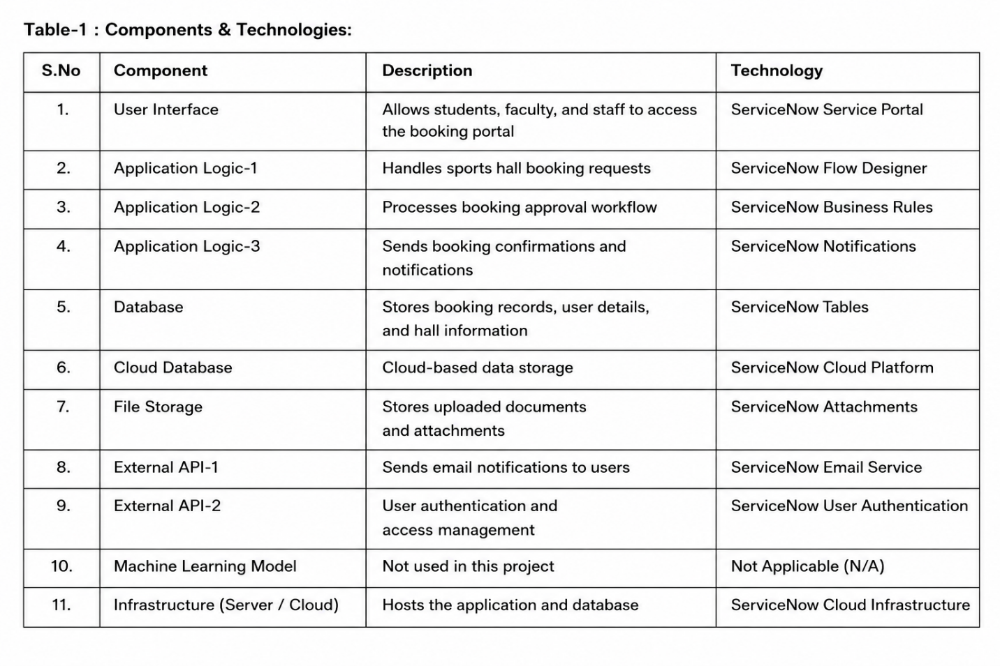 Table-1 : Components & Technologies:
S.No Component Description Technology
1. User Interface Allows students, faculty, and staff to access ServiceNow Service Portal
the booking portal
2. Application Logic-1 Handles sports hall booking requests ServiceNow Flow Designer
3. Application Logic-2 Processes booking approval workflow ServiceNow Business Rules
4. Application Logic-3 Sends booking confirmations and ServiceNow Notifications
notifications
5. Database Stores booking records, user details, ServiceNow Tables
and hall information
6. Cloud Database Cloud-based data storage ServiceNow Cloud Platform
7. File Storage Stores uploaded documents ServiceNow Attachments
and attachments
8. External API-1 Sends email notifications to users ServiceNow Email Service
9. External API-2 User authentication and ServiceNow User Authentication
access management
10. Machine Learning Model Not used in this project Not Applicable (N/A)
11. Infrastructure (Server / Cloud) Hosts the application and database ServiceNow Cloud Infrastructure